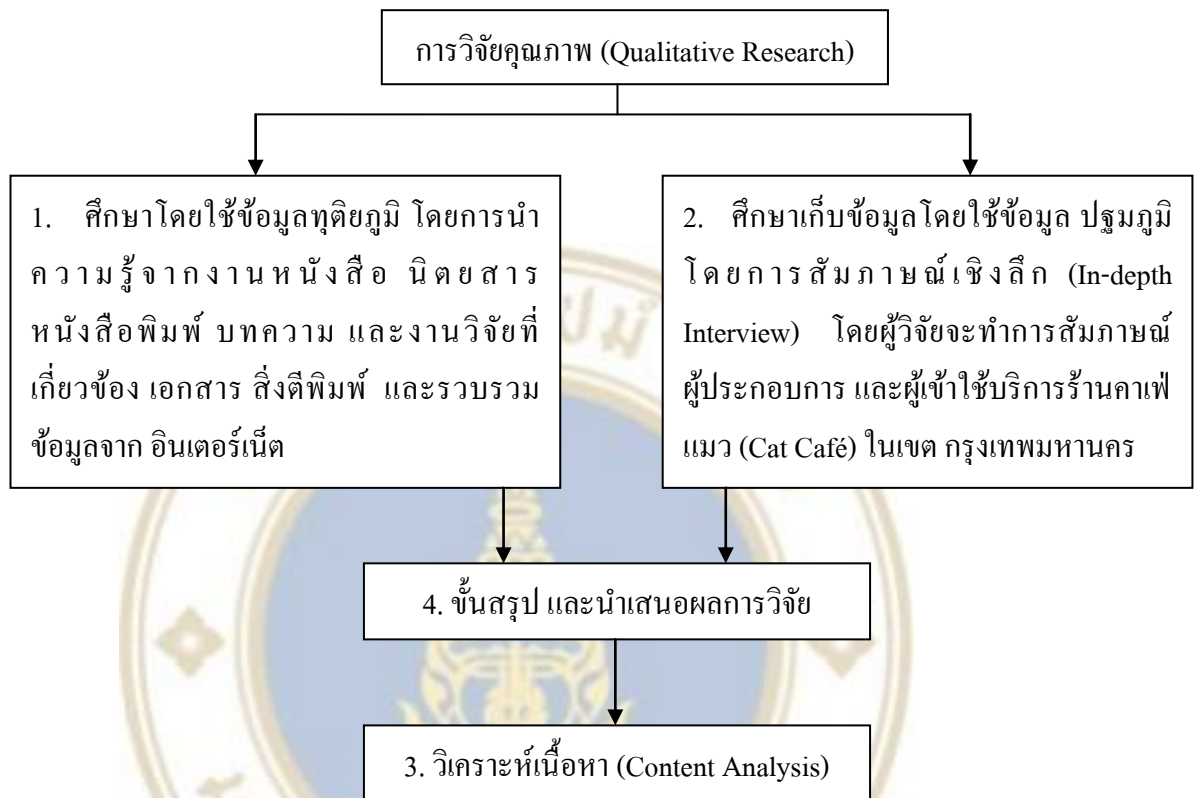 การวิจัยคุณภาพ (Qualitative Research)
1. ศึกษาโดยใช้ข้อมูลทุติยภูมิ โดยการนำ
ความรู้จากงานหนังสือ นิตยสาร
หนังสือพิมพ์ บทความ และงานวิจัยที่
เกี่ยวข้อง เอกสาร สิ่งตีพิมพ์ และรวบรวม
ข้อมูลจาก อินเตอร์เน็ต
2. ศึกษาเก็บข้อมูลโดยใช้ข้อมูล ปฐมภูมิ
โดยการสัมภาษณ์เชิงลึก (In-depth
Interview) โดยผู้วิจัยจะทำการสัมภาษณ์
ผู้ประกอบการ และผู้เข้าใช้บริการร้านคาเฟ่
แมว (Cat Café) ในเขต กรุงเทพมหานคร
4. ขั้นสรุป และนำเสนอผลการวิจัย
3. วิเคราะห์เนื้อหา (Content Analysis)